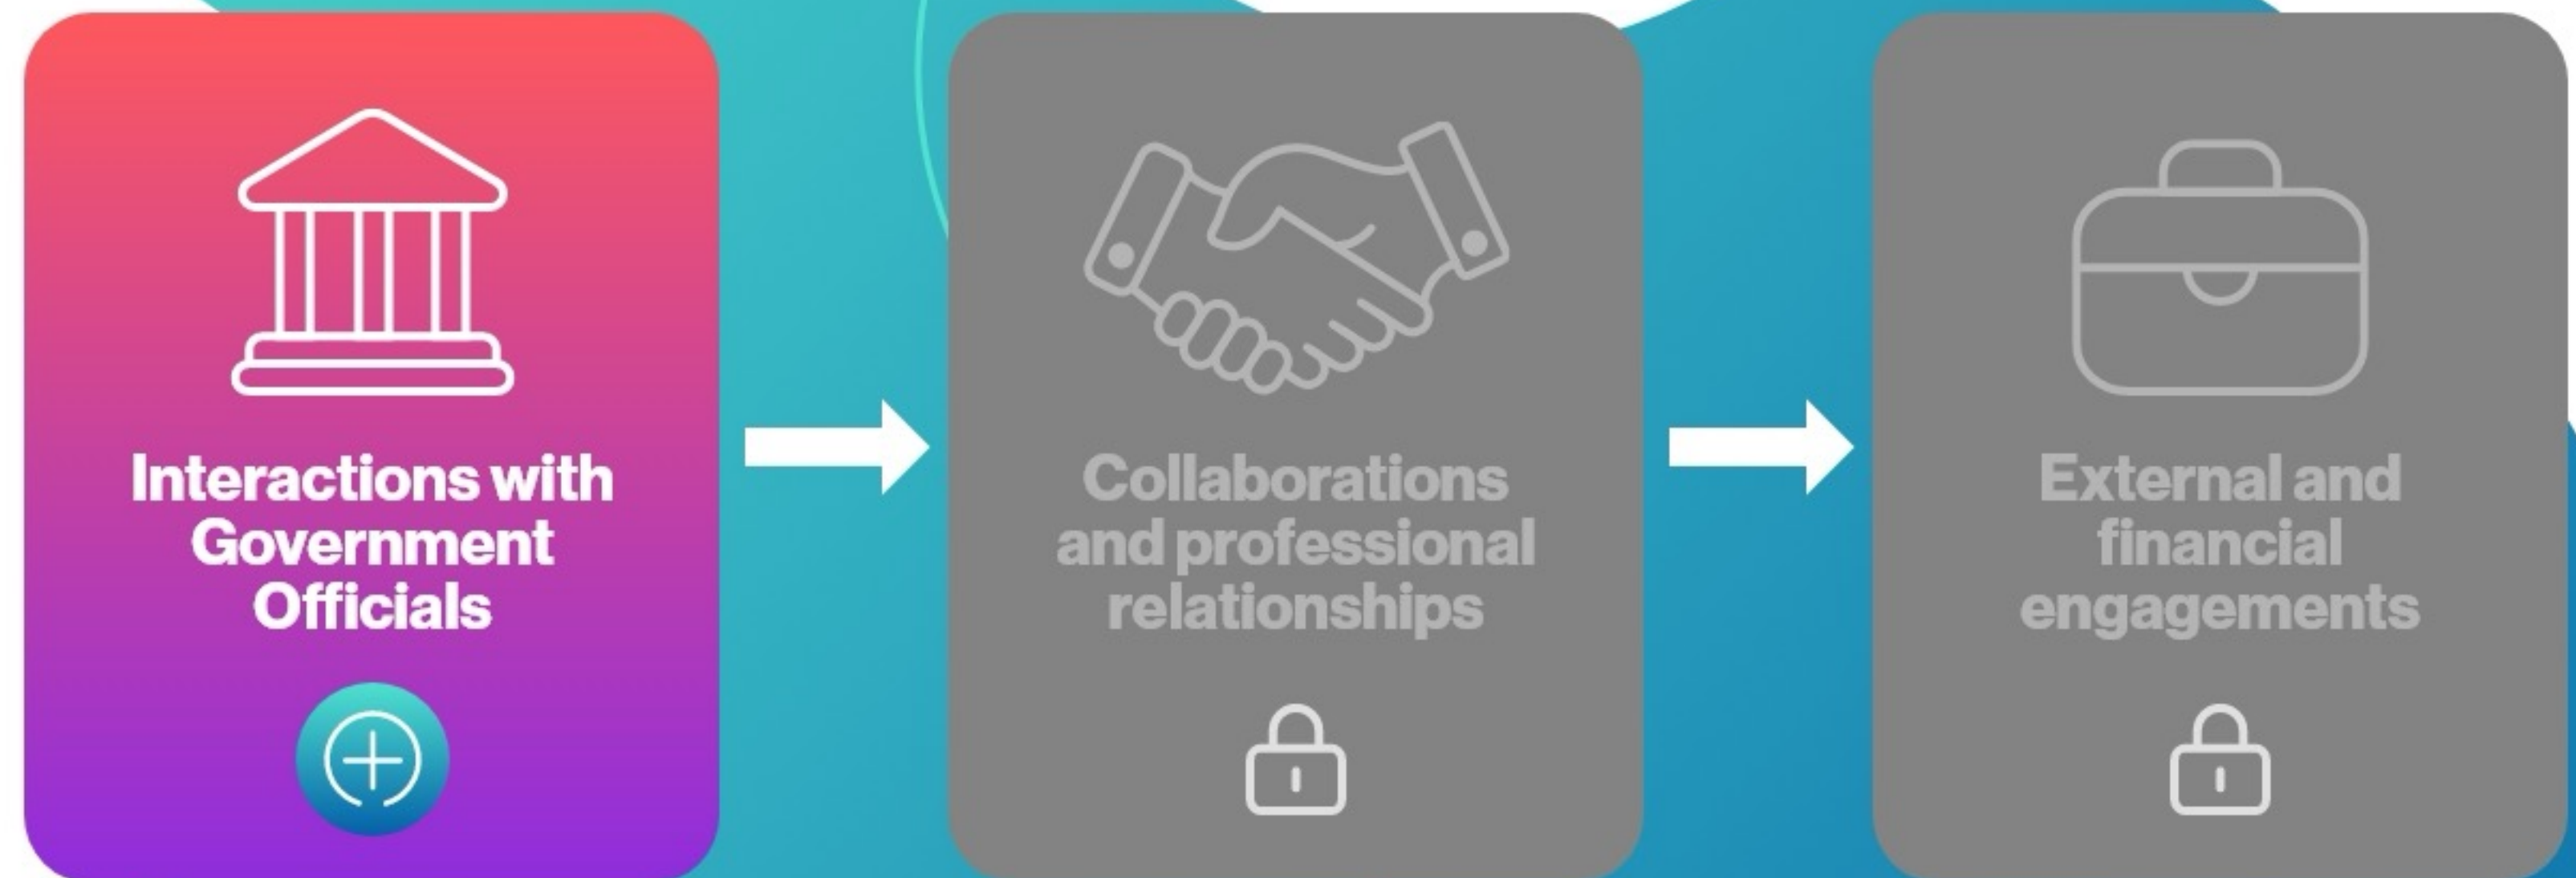 Interactions with
Government
Officials
Collaborations
and professional
relationships
External and
financial
engagements